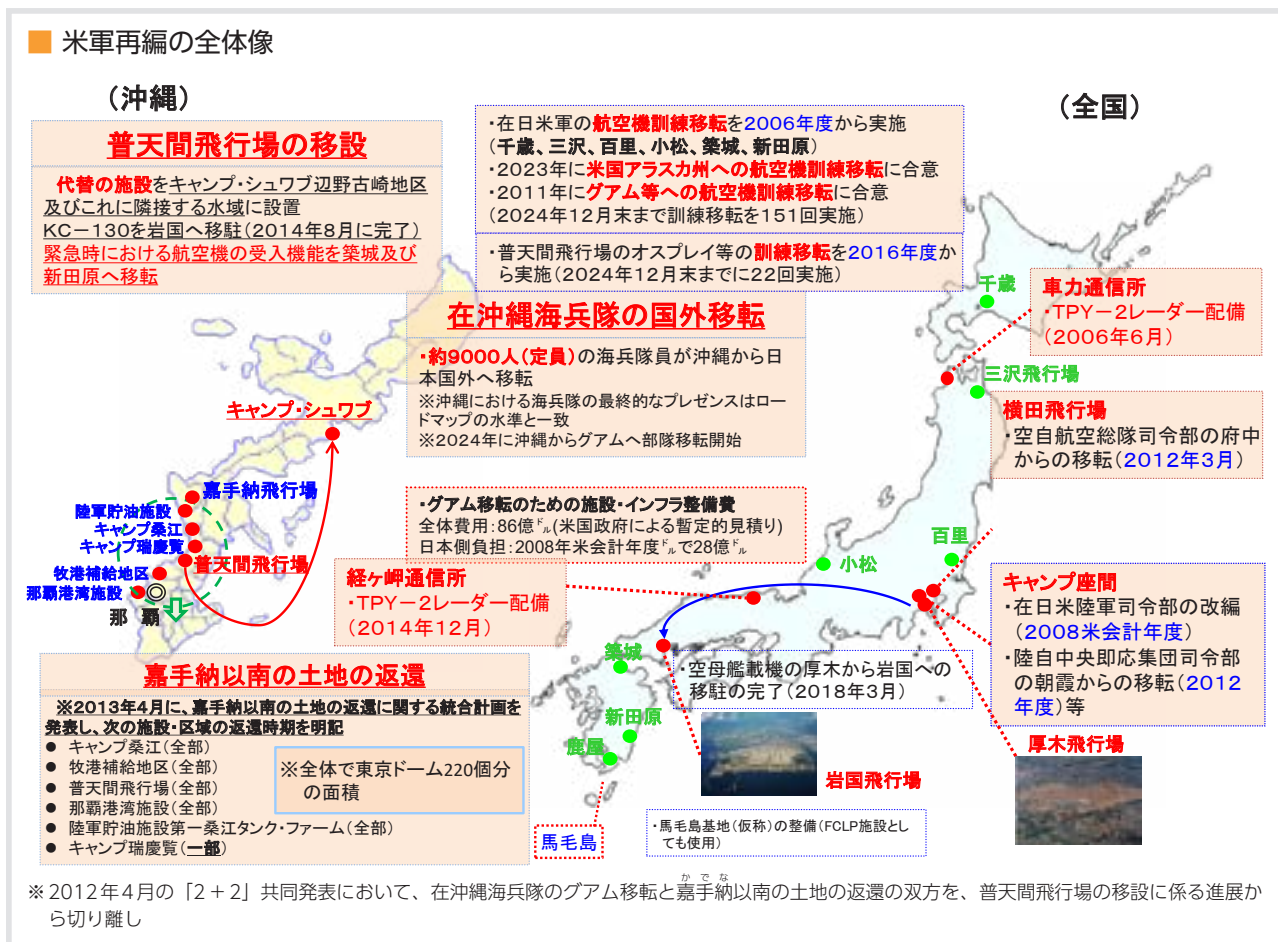 米軍再編の全体像
（沖縄）
（全国）
普天間飛行場の移設
代替の施設をキャンプ・シュワブ辺野古崎地区
及びこれに隣接する水域に設置
KC－130を岩国へ移駐（2014年8月に完了）
緊急時における航空機の受入機能を築城及び
新田原へ移転
・在日米軍の航空機訓練移転を2006年度から実施
（千歳、三沢、百里、小松、築城、新田原）
・2023年に米国アラスカ州への航空機訓練移転に合意
・2011年にグアム等への航空機訓練移転に合意
（2024年12月末まで訓練移転を151回実施）
・普天間飛行場のオスプレイ等の訓練移転を2016年度か
ら実施（2024年12月末までに22回実施）
在沖縄海兵隊の国外移転
・約9000人（定員）の海兵隊員が沖縄から日
本国外へ移転
※沖縄における海兵隊の最終的なプレゼンスはロー
ドマップの水準と一致
※2024年に沖縄からグアムへ部隊移転開始
・グアム移転のための施設・インフラ整備費
全体費用：86億㌦（米国政府による暫定的見積り）
日本側負担：2008年米会計年度㌦で28億㌦
キャンプ・シュワブ
嘉手納飛行場
陸軍貯油施設
キャンプ桑江
キャンプ瑞慶覧
普天間飛行場
牧港補給地区
那覇港湾施設
那 覇
千歳
車力通信所
・TPY－2レーダー配備
（2006年6月）
三沢飛行場
横田飛行場
・空自航空総隊司令部の府中
からの移転（2012年3月）
百里
小松
経ヶ岬通信所
・TPY－2レーダー配備
（2014年12月）
キャンプ座間
・在日米陸軍司令部の改編
（2008米会計年度）
・陸自中央即応集団司令部
の朝霞からの移転（2012
年度）等
厚木飛行場
築城
・空母艦載機の厚木から岩国への
移駐の完了（2018年3月）
新田原
鹿屋
岩国飛行場
馬毛島
・馬毛島基地（仮称）の整備（FCLP施設とし
ても使用）
嘉手納以南の土地の返還
※2013年4月に、嘉手納以南の土地の返還に関する統合計画を
発表し、次の施設・区域の返還時期を明記
● キャンプ桑江（全部）
● 牧港補給地区（全部）
● 普天間飛行場（全部）
● 那覇港湾施設（全部）
● 陸軍貯油施設第一桑江タンク・ファーム（全部）
● キャンプ瑞慶覧（一部）
※全体で東京ドーム220個分
の面積
かでな
※2012年4月の「2＋2」共同発表において、在沖縄海兵隊のグアム移転と嘉手納以南の土地の返還の双方を、普天間飛行場の移設に係る進展か
ら切り離し